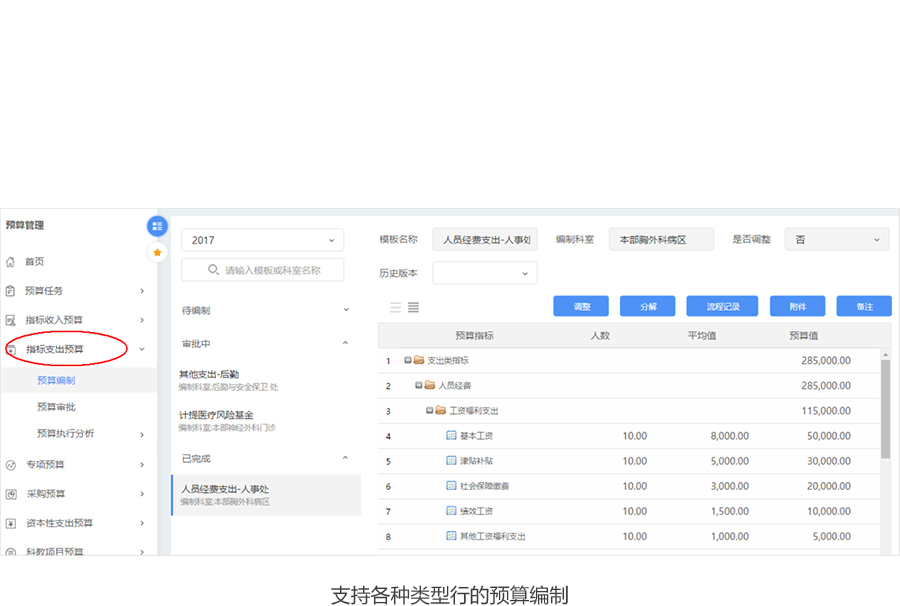 预算管理
首页
预算任务
指标收入预算
指标支出预算
预算编制
预算审批
预算执行分析
专项预算
采购预算
资本性支出预算
科教项目预算
2017
请输入模板或科室名称
待编制
审批中
其他支出-后勤
编制科室:后勤与安全保卫 处
计提医疗风险基金
编制科室:本部神经外科门诊
已完成
人员经费支出-人事处
编制科室:本部胸外科病区
模板名称 人员经费支出-人事处 编制科室 本部胸外科病区 是否调整 否
历史版本
调整 分解 流程记录 附件 备注
预算指标 人数 平均值 预算值
1 支出类指标 285,000.00
2 人员经费 285,000.00
3 工资福利支出 115,000.00
4 基本工资 10.00 8,000.00 50,000.00
5 津贴补贴 10.00 5,000.00 30,000.00
6 社会保障缴费 10.00 3,000.00 20,000.00
7 绩效工资 10.00 1,500.00 10,000.00
8 其他工资福利支出 10.00 1,000.00 5,000.00
支持各种类型行的预算编制